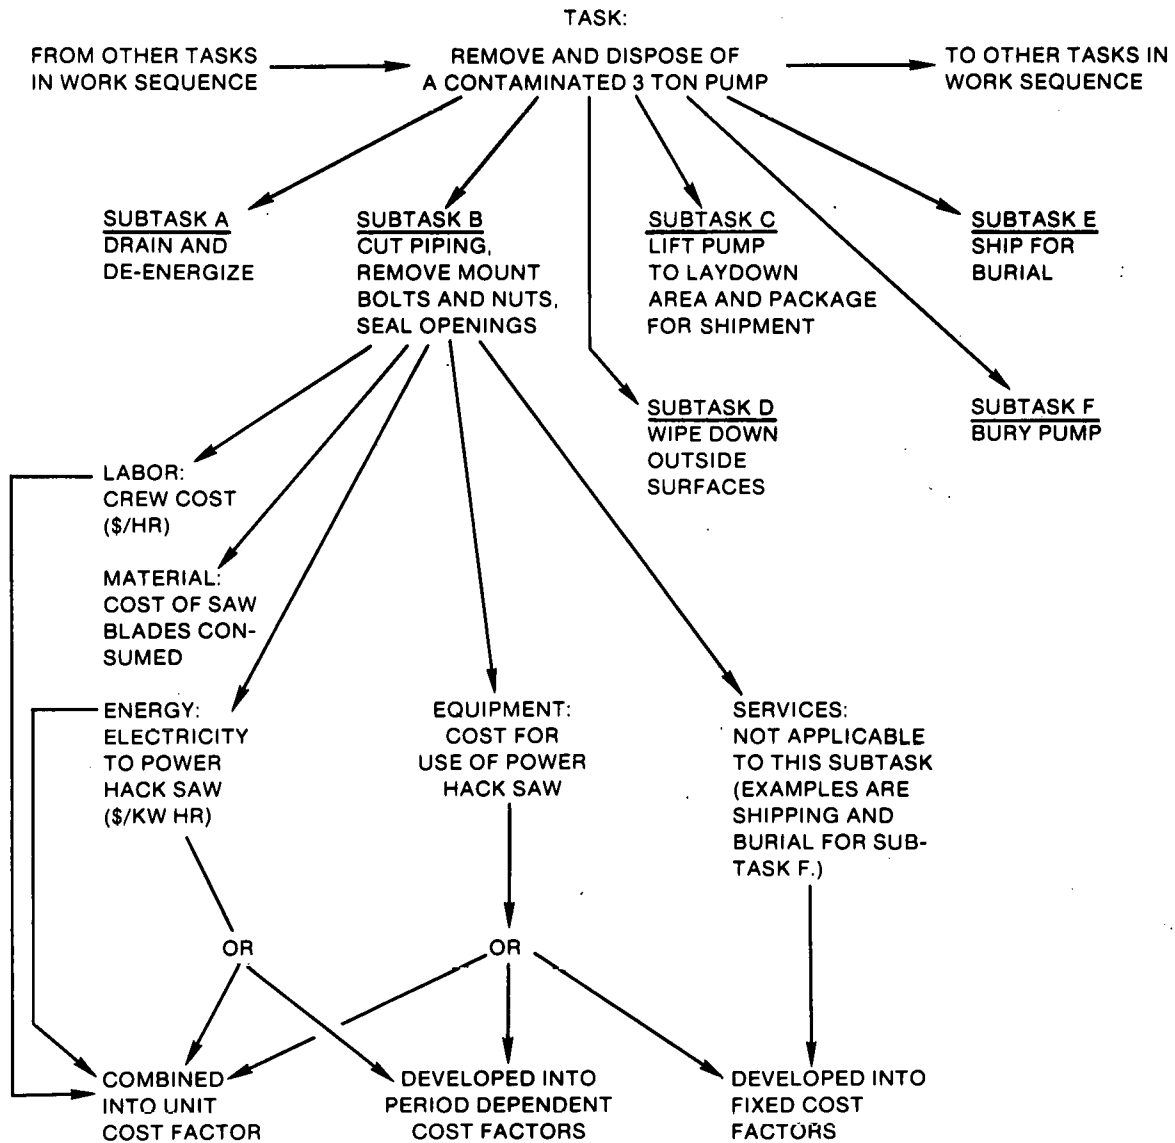 TASK:
FROM OTHER TASKS
IN WORK SEQUENCE
REMOVE AND DISPOSE OF
A CONTAMINATED 3 TON PUMP
TO OTHER TASKS IN
WORK SEQUENCE
SUBTASK A
DRAIN AND
DE-ENERGIZE
SUBTASK B
CUT PIPING,
REMOVE MOUNT
BOLTS AND NUTS,
SEAL OPENINGS
SUBTASK C
LIFT PUMP
TO LAYDOWN
AREA AND PACKAGE
FOR SHIPMENT
SUBTASK E
SHIP FOR
BURIAL
SUBTASK D
WIPE DOWN
OUTSIDE
SURFACES
SUBTASK F
BURY PUMP
LABOR:
CREW COST
($/HR)
MATERIAL:
COST OF SAW
BLADES CON-
SUMED
ENERGY:
ELECTRICITY
TO POWER
HACK SAW
($/KW HR)
EQUIPMENT:
COST FOR
USE OF POWER
HACK SAW
SERVICES:
NOT APPLICABLE
TO THIS SUBTASK
(EXAMPLES ARE
SHIPPING AND
BURIAL FOR SUB-
TASK F.)
OR
OR
COMBINED
INTO UNIT
COST FACTOR
DEVELOPED INTO
PERIOD DEPENDENT
COST FACTORS
DEVELOPED INTO
FIXED COST
FACTORS